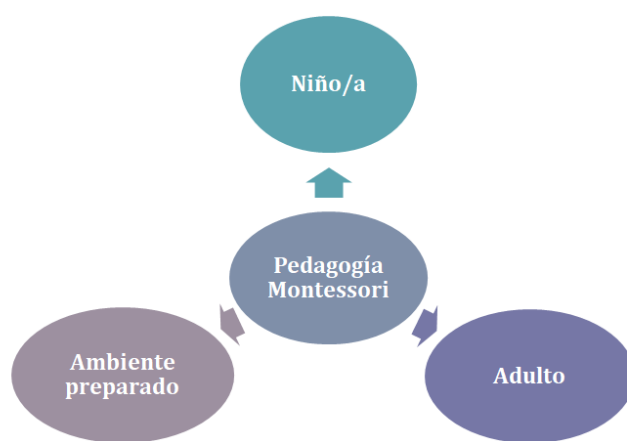 Niño/a
Pedagogía
Montessori
Ambiente
preparado
Adulto